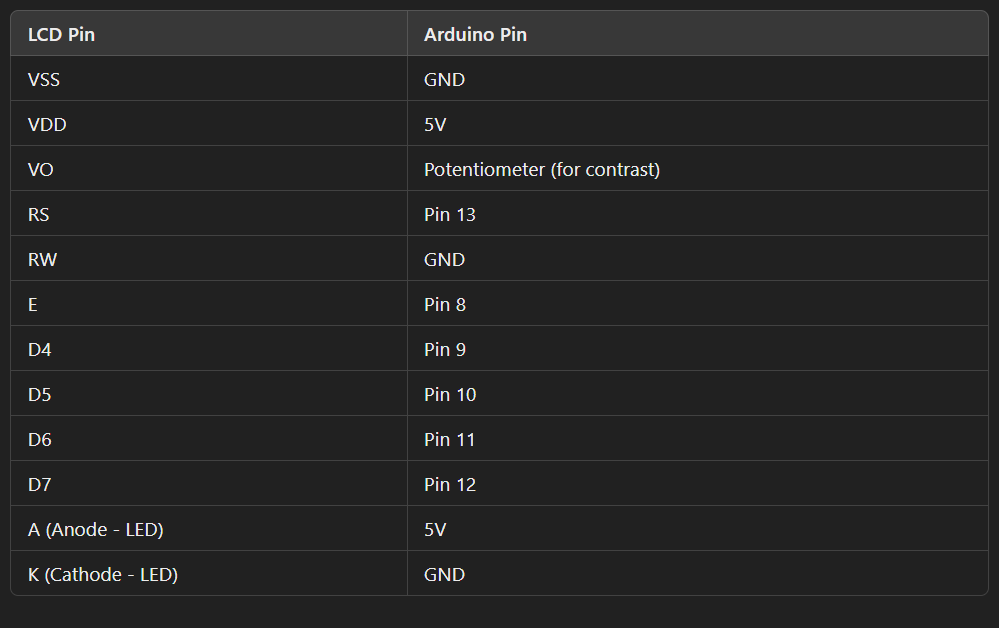 LCD Pin Arduino Pin
VSS GND
VDD 5V
VO Potentiometer (for contrast)
RS Pin 13
RW GND
E Pin 8
D4 Pin 9
D5 Pin 10
D6 Pin 11
D7 Pin 12
A (Anode - LED) 5V
K (Cathode - LED) GND